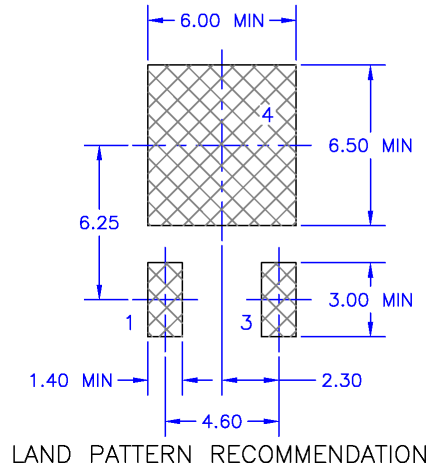 6.00 MIN
4
6.50 MIN
6.25
3.00 MIN
1
3
1.40 MIN
2.30
4.60
LAND PATTERN RECOMMENDATION